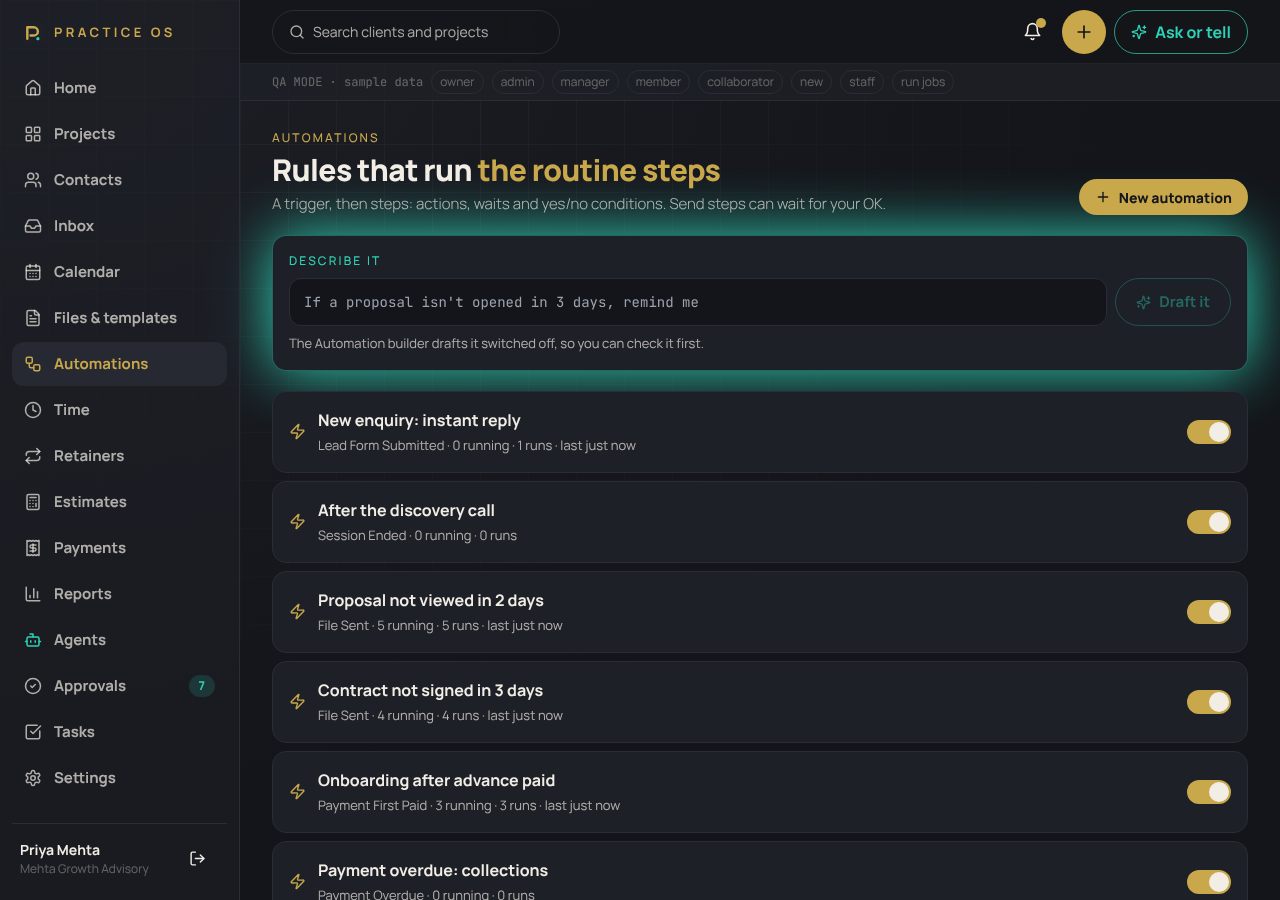 PRACTICE OS
Home
Projects
Contacts
Inbox
Calendar
Files & templates
Automations
Time
Retainers
Estimates
Payments
Reports
Agents
Approvals 7
Tasks
Settings
Priya Mehta
Mehta Growth Advisory
Search clients and projects
Ask or tell
QA MODE · sample data owner admin manager member collaborator new staff run jobs
AUTOMATIONS
Rules that run the routine steps
A trigger, then steps: actions, waits and yes/no conditions. Send steps can wait for your OK.
New automation
DESCRIBE IT
If a proposal isn't opened in 3 days, remind me
Draft it
The Automation builder drafts it switched off, so you can check it first.
New enquiry: instant reply
Lead Form Submitted · 0 running · 1 runs · last just now
After the discovery call
Session Ended · 0 running · 0 runs
Proposal not viewed in 2 days
File Sent · 5 running · 5 runs · last just now
Contract not signed in 3 days
File Sent · 4 running · 4 runs · last just now
Onboarding after advance paid
Payment First Paid · 3 running · 3 runs · last just now
Payment overdue: collections
Payment Overdue · 0 running · 0 runs